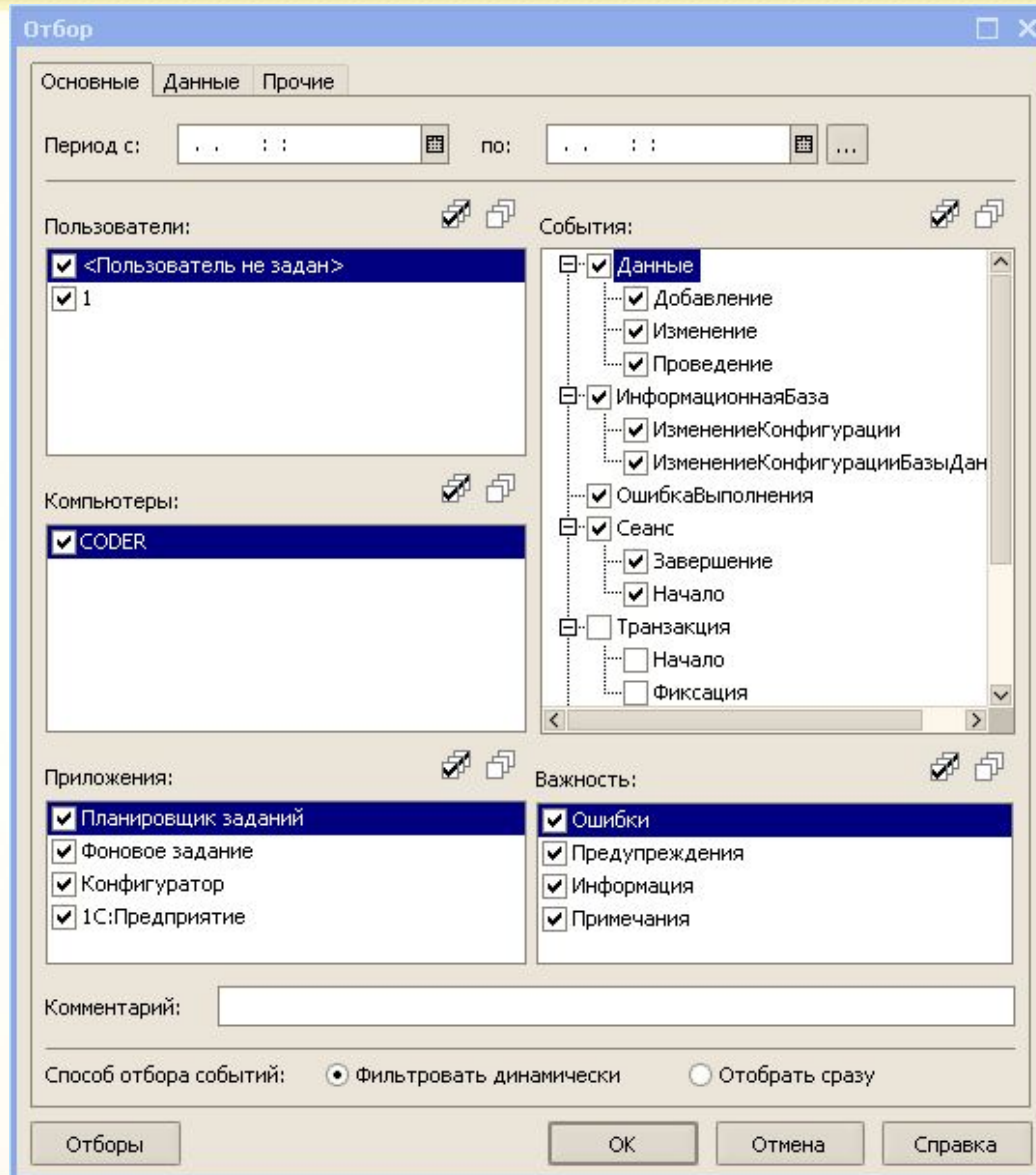 Отбор
Основные Данные Прочие
Период с: . . : : по: . . : : ...
Пользователи:
<Пользователь не задан>
1
События:
Данные
Добавление
Изменение
Проведение
ИнформационнаяБаза
ИзменениеКонфигурации
ИзменениеКонфигурацииБазыДан
ОшибкаВыполнения
Сеанс
Завершение
Начало
Транзакция
Начало
Фиксация
Компьютеры:
CODER
Приложения:
Планировщик заданий
Фоновое задание
Конфигуратор
1С:Предприятие
Важность:
Ошибки
Предупреждения
Информация
Примечания
Комментарий:
Способ отбора событий: Фильтровать динамически Отобрать сразу
Отборы ОК Отмена Справка